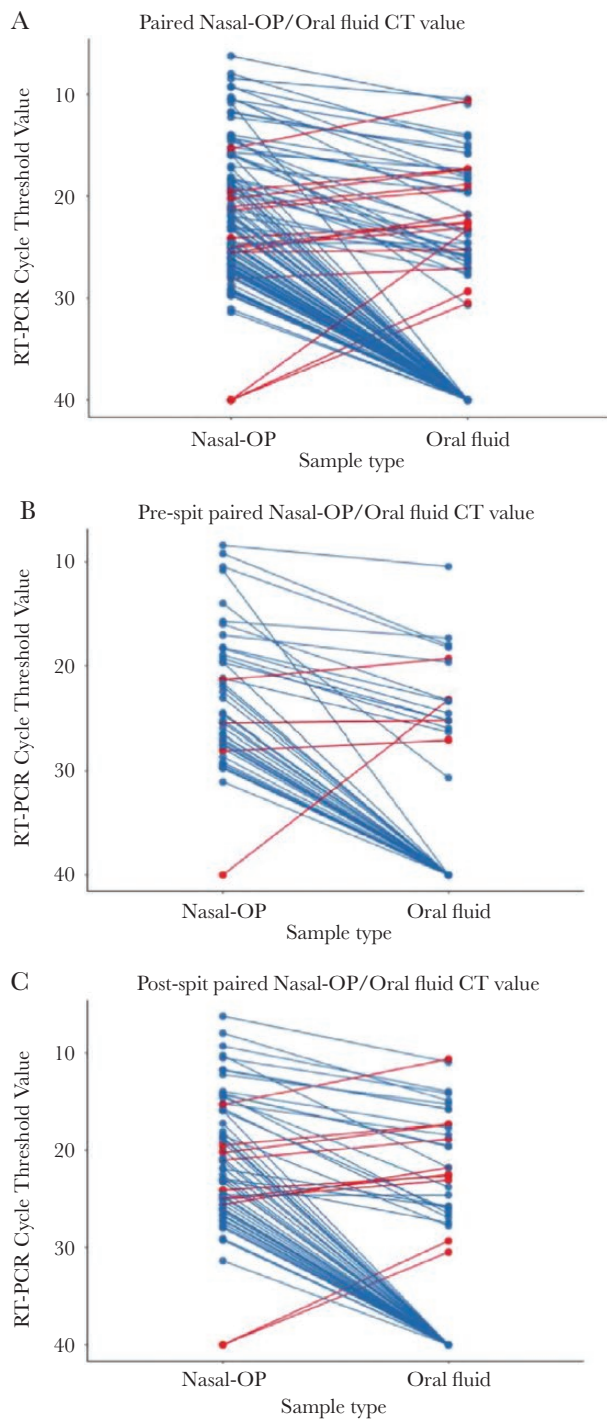 A
Paired Nasal-OP/Oral fluid CT value
RT-PCR Cycle Threshold Value
10
20
30
40
Nasal-OP
Oral fluid
Sample type
B
Pre-spit paired Nasal-OP/Oral fluid CT value
RT-PCR Cycle Threshold Value
10
20
30
40
Nasal-OP
Oral fluid
Sample type
C
Post-spit paired Nasal-OP/Oral fluid CT value
RT-PCR Cycle Threshold Value
10
20
30
40
Nasal-OP
Oral fluid
Sample type